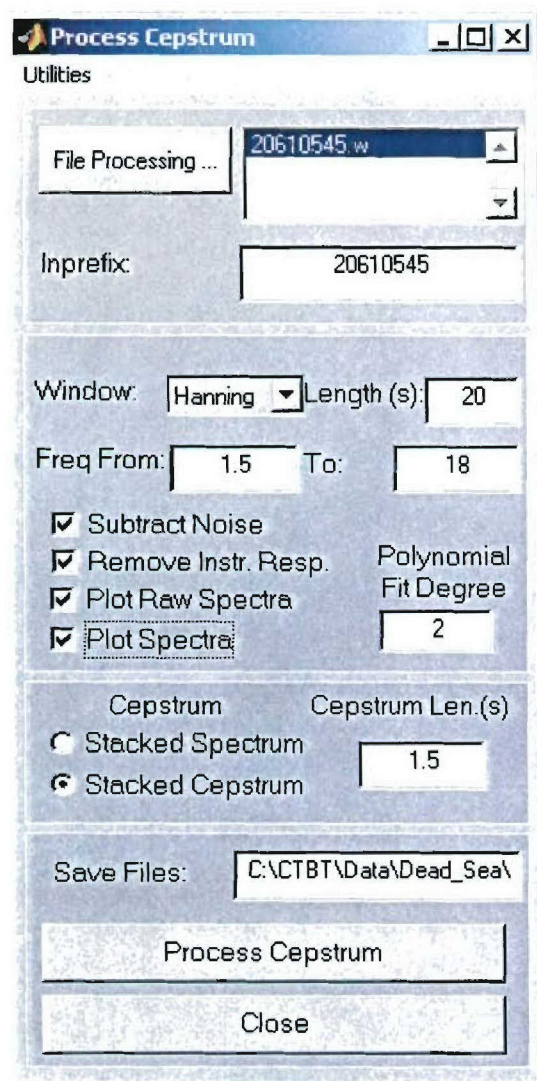 Process Cepstrum
Utilities
File Processing ...
20610545.w
Inprefix:
20610545
Window:
Hanning
Length (s):
20
Freq From:
1.5
To:
18
Subtract Noise
Remove Instr. Resp.
Plot Raw Spectra
Plot Spectra
Polynomial
Fit Degree
2
Cepstrum
Stacked Spectrum
Stacked Cepstrum
Cepstrum Len.(s)
1.5
Save Files:
C:\CTBT\Data\Dead_Sea\
Process Cepstrum
Close